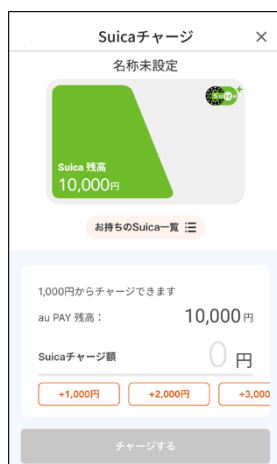 Suicaチャージ ×
名称未設定
Suica 残高
10,000円
お持ちのSuica一覧
1,000円からチャージできます
au PAY 残高： 10,000円
Suicaチャージ額 0 円
+1,000円 +2,000円 +3,000
チャージする